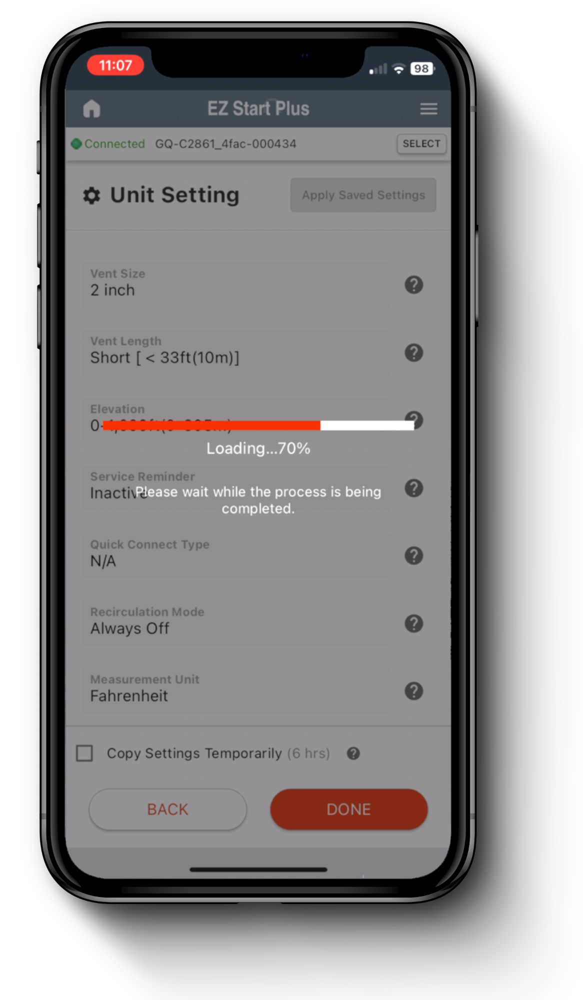 11:07
98
EZ Start Plus
Connected GQ-C2861_4fac-000434 SELECT
Unit Setting Apply Saved Settings
Vent Size
2 inch
Vent Length
Short [ < 33ft(10m)]
Elevation
Loading...70%
Service Reminder
Inactive
Please wait while the process is being
completed.
Quick Connect Type
N/A
Recirculation Mode
Always Off
Measurement Unit
Fahrenheit
Copy Settings Temporarily (6 hrs)
BACK DONE